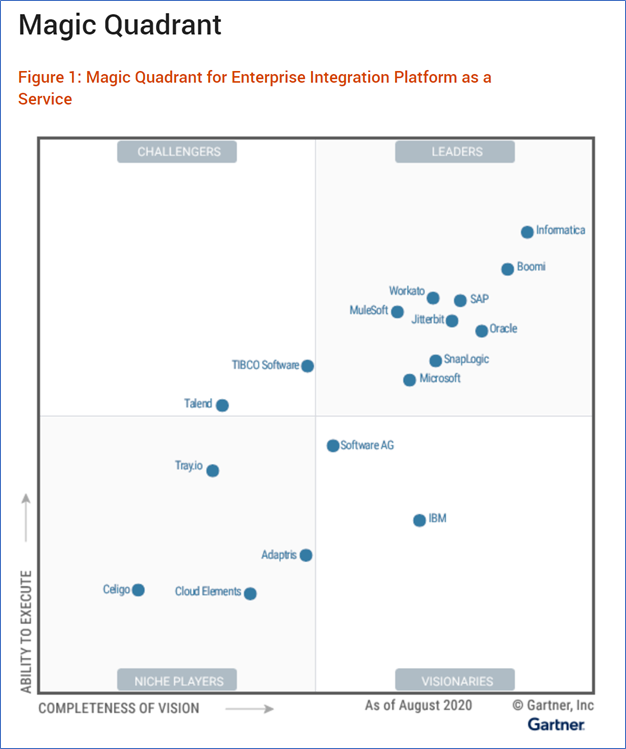 Magic Quadrant
Figure 1: Magic Quadrant for Enterprise Integration Platform as a
Service
CHALLENGERS
LEADERS
Informatica
Boomi
Workato
SAP
MuleSoft
Jitterbit
Oracle
SnapLogic
TIBCO Software
Microsoft
Talend
Software AG
Tray.io
IBM
Adaptris
Celigo
Cloud Elements
ABILITY TO EXECUTE
NICHE PLAYERS
VISIONARIES
COMPLETENESS OF VISION
As of August 2020
© Gartner, Inc
Gartner